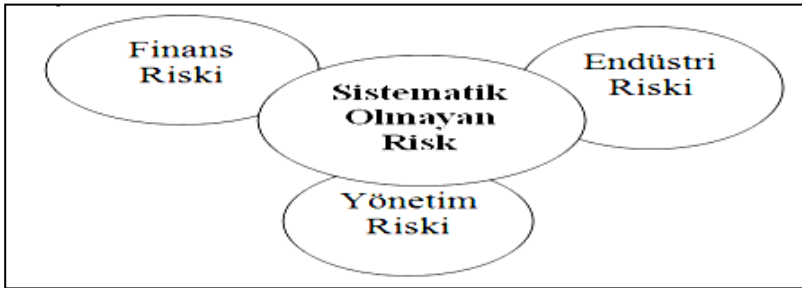 Finans
Riski
Endüstri
Riski
Sistematik
Olmayan
Risk
Yönetim
Riski